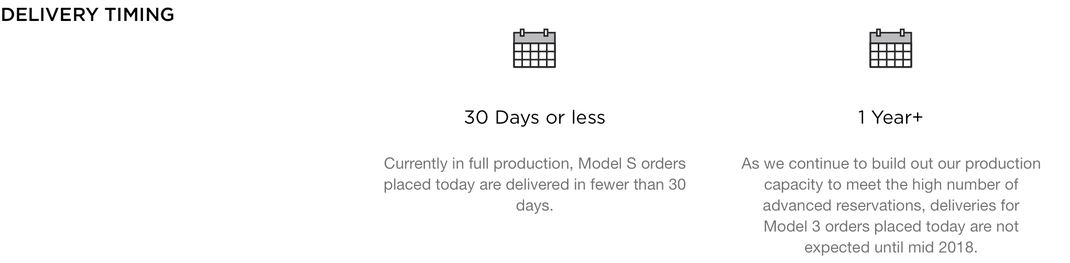 DELIVERY TIMING
30 Days or less
Currently in full production, Model S orders
placed today are delivered in fewer than 30
days.
1 Year+
As we continue to build out our production
capacity to meet the high number of
advanced reservations, deliveries for
Model 3 orders placed today are not
expected until mid 2018.